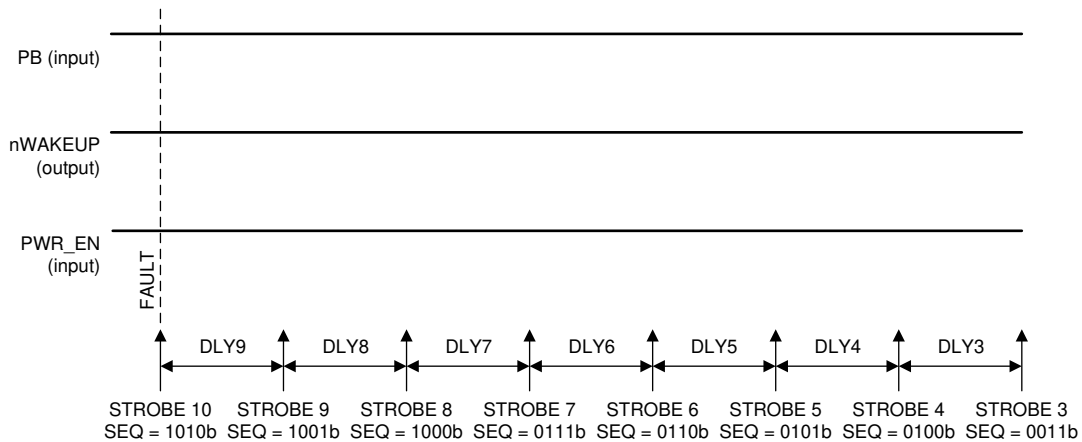 PB (input)
nWAKEUP
(output)
PWR_EN
(input)
FAULT
DLY9 DLY8 DLY7 DLY6 DLY5 DLY4 DLY3
STROBE 10 STROBE 9 STROBE 8 STROBE 7 STROBE 6 STROBE 5 STROBE 4 STROBE 3
SEQ = 1010b SEQ = 1001b SEQ = 1000b SEQ = 0111b SEQ = 0110b SEQ = 0101b SEQ = 0100b SEQ = 0011b